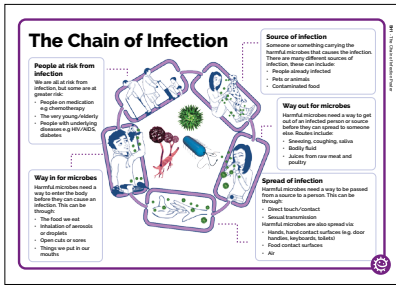 The Chain of Infection
People at risk from
infection
We are all at risk from
infection, but some are at
greater risk:
• People on medication
e.g chemotherapy
• The very young/elderly
• People with underlying
diseases e.g HIV/AIDS,
diabetes
Way in for microbes
Harmful microbes need a
way to enter the body
before they can cause an
infection. This can be
through:
• The food we eat
• Inhalation of aerosols
or droplets
• Open cuts or sores
• Things we put in our
mouths
Source of infection
Someone or something carrying the
harmful microbes that causes the infection.
There are many different sources of
infection, these can include:
• People already infected
• Pets or animals
• Contaminated food
Way out for microbes
Harmful microbes need a way to get
out of an infected person or source
before they can spread to someone
else. Routes include:
• Sneezing, coughing, saliva
• Bodily fluid
• Juices from raw meat and
poultry
Spread of infection
Harmful microbes need a way to be passed
from a source to a person. This can be
through:
• Direct touch/contact
• Sexual transmission
Harmful microbes are also spread via:
• Hands, hand contact surfaces (e.g. door
handles, keyboards, toilets)
• Food contact surfaces
• Air
The Chain of Infection Poster